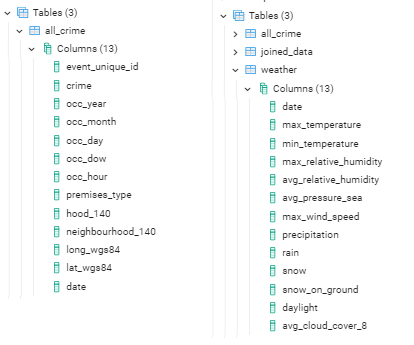 Tables (3)
all_crime
Columns (13)
event_unique_id
crime
occ_year
occ_month
occ_day
occ_dow
occ_hour
premises_type
hood_140
neighbourhood_140
long_wgs84
lat_wgs84
date
Tables (3)
all_crime
joined_data
weather
Columns (13)
date
max_temperature
min_temperature
max_relative_humidity
avg_relative_humidity
avg_pressure_sea
max_wind_speed
precipitation
rain
snow
snow_on_ground
daylight
avg_cloud_cover_8